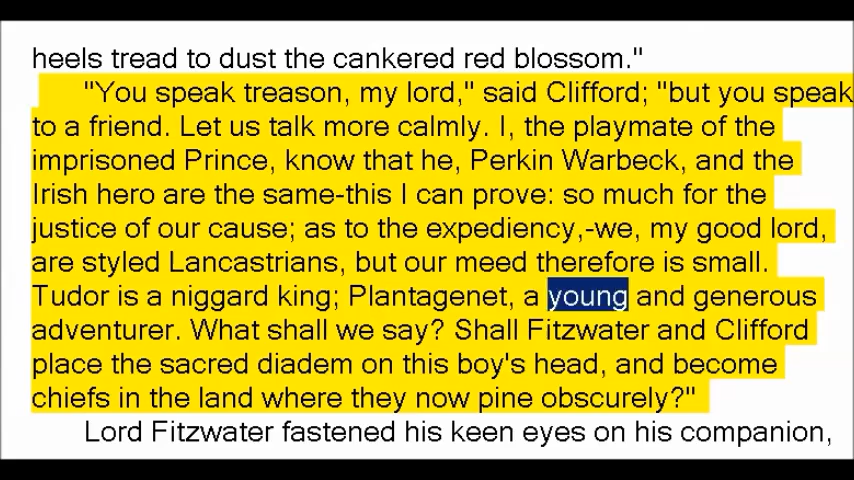 heels tread to dust the cankered red blossom."
"You speak treason, my lord," said Clifford; "but you speak
to a friend. Let us talk more calmly. I, the playmate of the
imprisoned Prince, know that he, Perkin Warbeck, and the
Irish hero are the same-this I can prove: so much for the
justice of our cause; as to the expediency,-we, my good lord,
are styled Lancastrians, but our meed therefore is small.
Tudor is a niggard king; Plantagenet, a young and generous
adventurer. What shall we say? Shall Fitzwater and Clifford
place the sacred diadem on this boy's head, and become
chiefs in the land where they now pine obscurely?"
Lord Fitzwater fastened his keen eyes on his companion,